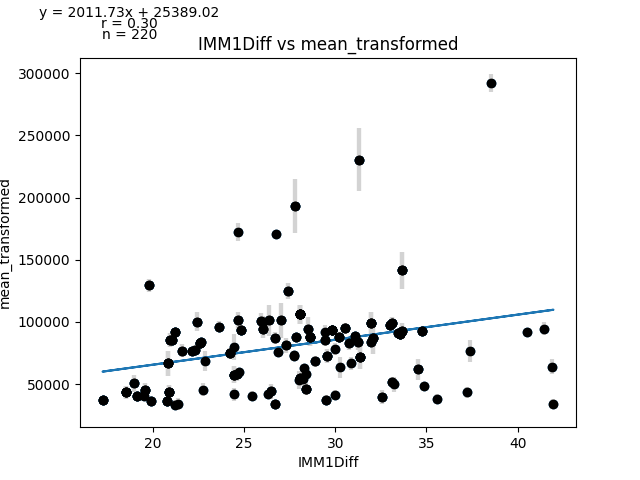 y = 2011.73x + 25389.02
r = 0.30
n = 220
IMM1Diff vs mean_transformed
300000
250000
200000
150000
100000
50000
mean_transformed
20 25 30 35 40
IMM1Diff